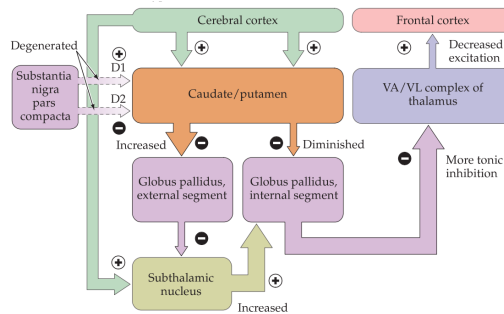 Cerebral cortex
Frontal cortex
Degenerated
+
+
+
+
Decreased
excitation
D1
Substantia
nigra
pars
compacta
D2
Caudate/putamen
VA/VL complex of
thalamus
−
Increased
−
−
Diminished
Globus pallidus,
external segment
Globus pallidus,
internal segment
−
More tonic
inhibition
−
+
Subthalamic
nucleus
+
Increased